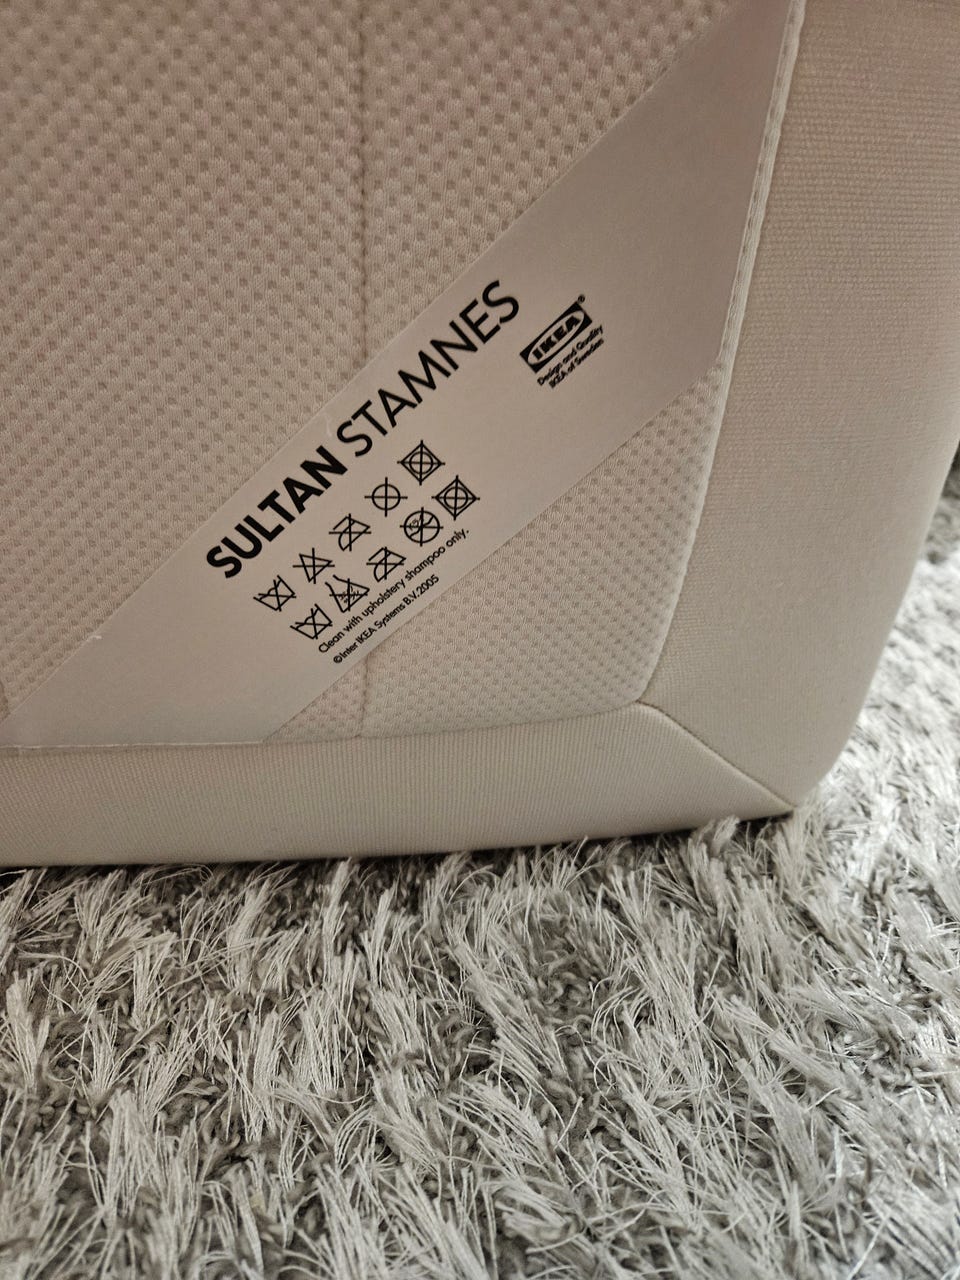 SULTAN STAMNES
IKEA®
Design and Quality
IKEA of Sweden
Clean with upholstery shampoo only.
©Inter IKEA Systems B.V. 2005